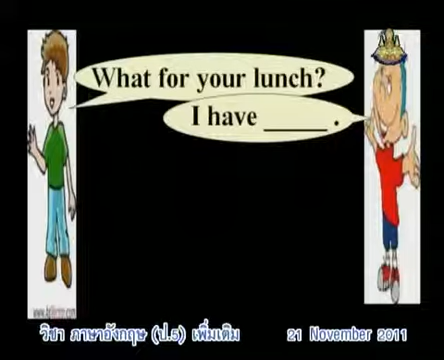 What for your lunch?
I have _____ .
วิชา ภาษาอังกฤษ (ป.5) เพิ่มเติม
21 November 2011